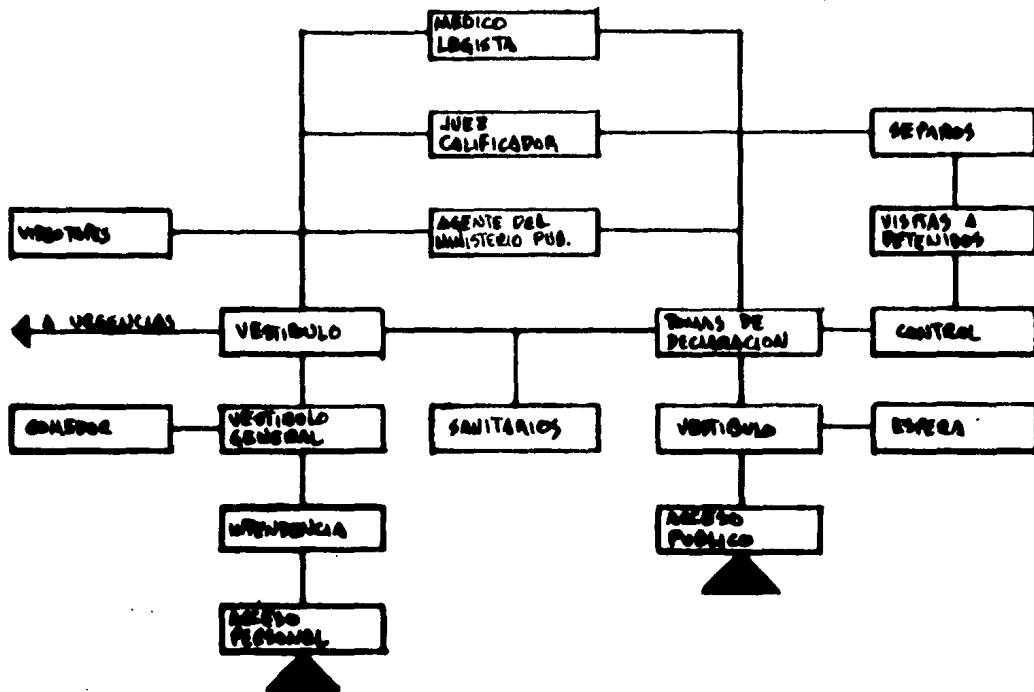 MEDICO
LEGISTA
JUEZ
CALIFICADOR
SEPAROS
AGENTE DEL
MINISTERIO PUB.
VISITAS A
DETENIDOS
A URGENCIAS
VESTIBULO
TOMAS DE
DECLARACION
CONTROL
COMEDOR
VESTIBULO
GENERAL
SANITARIOS
VESTIBULO
ESPERA
INTENDENCIA
ACCESO
PUBLICO
ACCESO
PERSONAL